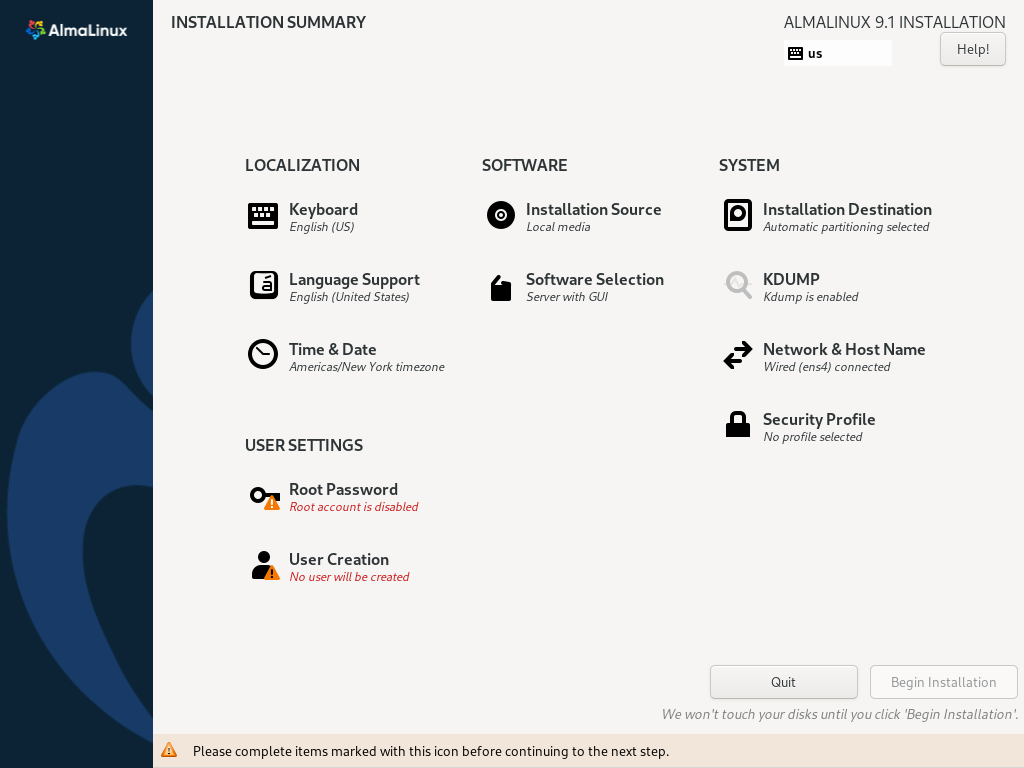 AlmaLinux
INSTALLATION SUMMARY
ALMALINUX 9.1 INSTALLATION
us
Help!
LOCALIZATION
Keyboard
English (US)
Language Support
English (United States)
Time & Date
Americas/New York timezone
SOFTWARE
Installation Source
Local media
Software Selection
Server with GUI
SYSTEM
Installation Destination
Automatic partitioning selected
KDUMP
Kdump is enabled
Network & Host Name
Wired (ens4) connected
Security Profile
No profile selected
USER SETTINGS
Root Password
Root account is disabled
User Creation
No user will be created
Quit
Begin Installation
We won't touch your disks until you click 'Begin Installation'.
Please complete items marked with this icon before continuing to the next step.